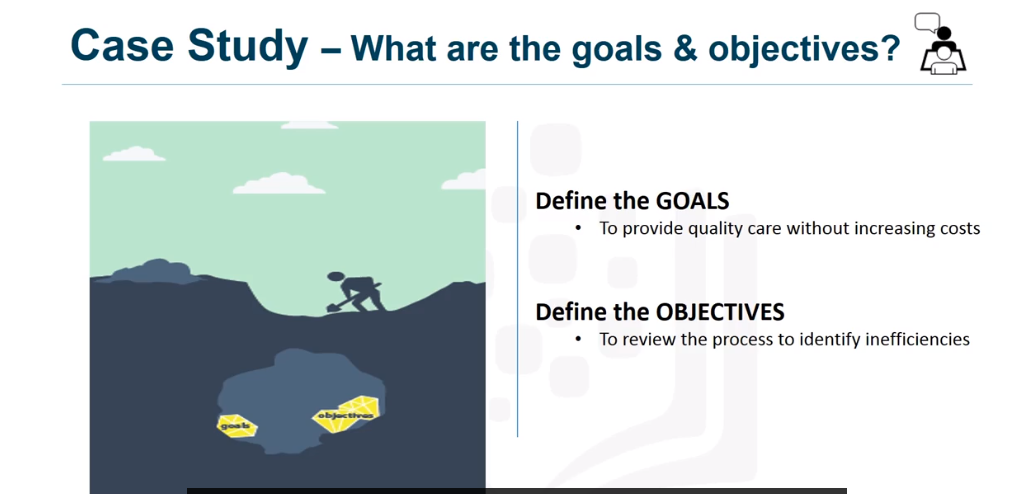 Case Study – What are the goals & objectives?
Define the GOALS
• To provide quality care without increasing costs
Define the OBJECTIVES
• To review the process to identify inefficiencies
goals
objectives